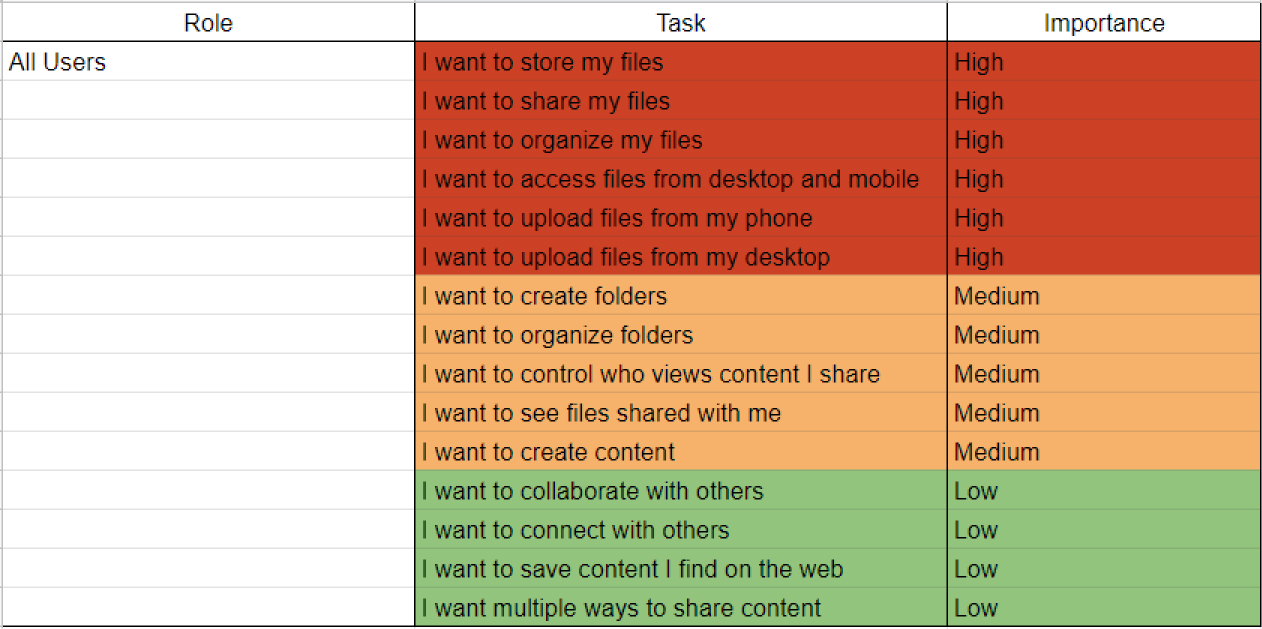 Role Task Importance
All Users I want to store my files High
I want to share my files High
I want to organize my files High
I want to access files from desktop and mobile High
I want to upload files from my phone High
I want to upload files from my desktop High
I want to create folders Medium
I want to organize folders Medium
I want to control who views content I share Medium
I want to see files shared with me Medium
I want to create content Medium
I want to collaborate with others Low
I want to connect with others Low
I want to save content I find on the web Low
I want multiple ways to share content Low